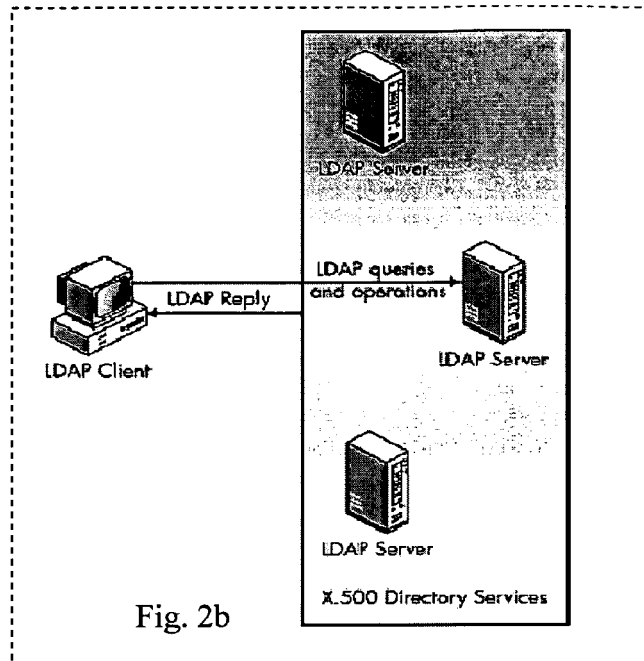 LDAP Server
LDAP queries
and operations
LDAP Reply
LDAP Client
LDAP Server
LDAP Server
X.500 Directory Services
Fig. 2b